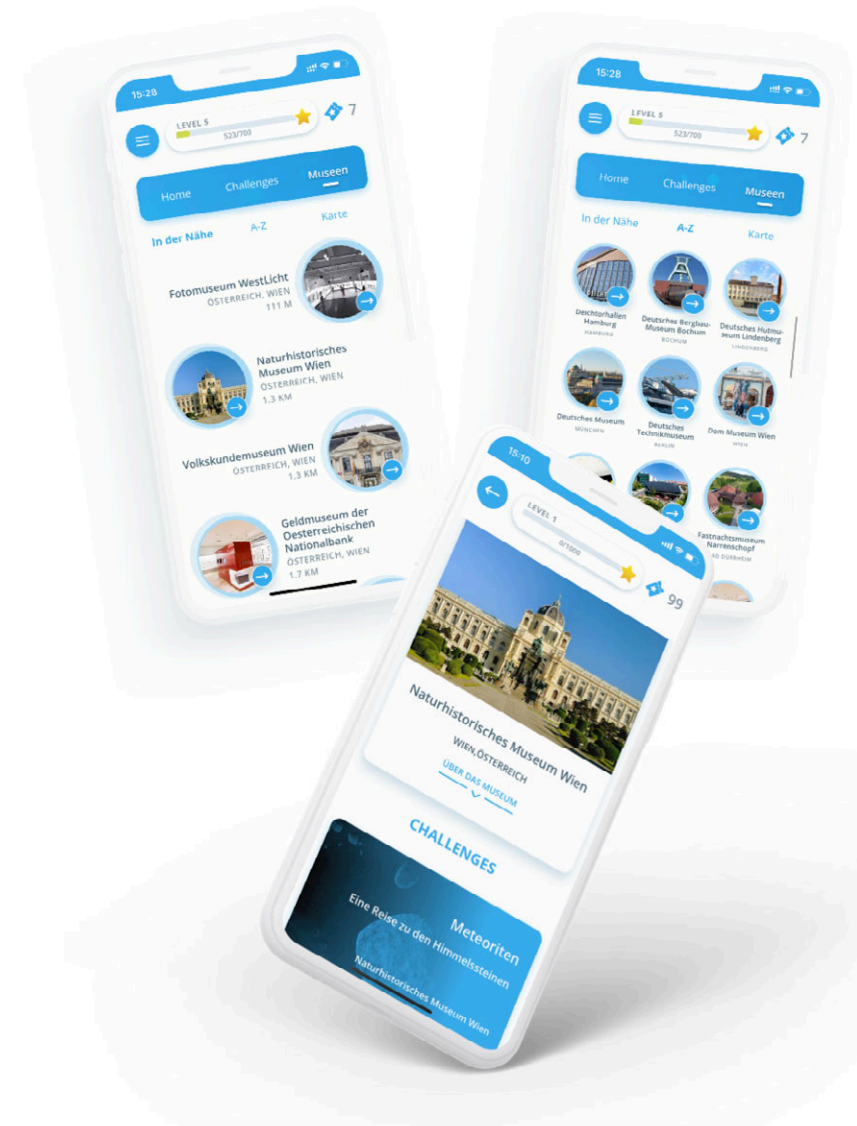 15:28
LEVEL 5
523/700
7
Home
Challenges
Museen
In der Nähe
A-Z
Karte
Fotomuseum WestLicht
ÖSTERREICH, WIEN
111 M
Naturhistorisches
Museum Wien
ÖSTERREICH, WIEN
1.3 KM
Volkskundemuseum Wien
ÖSTERREICH, WIEN
1.3 KM
Geldmuseum der
Oesterreichischen
Nationalbank
ÖSTERREICH, WIEN
1.7 KM
15:28
LEVEL 5
523/700
7
Home
Challenges
Museen
In der Nähe
A-Z
Karte
Deichtorhallen
Hamburg
HAMBURG
Deutsches Bergbau-
Museum Bochum
BOCHUM
Deutsches Hutmu-
seum Lindenberg
LINDENBERG
Deutsches Museum
MÜNCHEN
Deutsches
Technikmuseum
BERLIN
Dom Museum Wien
WIEN
Fastnachtsmuseum
Narrenschopf
AD DÜRRHEIM
15:10
LEVEL 1
0/1000
99
Naturhistorisches Museum Wien
WIEN,ÖSTERREICH
ÜBER DAS MUSEUM
CHALLENGES
Meteoriten
Eine Reise zu den Himmelssteinen
Naturhistorisches Museum Wien